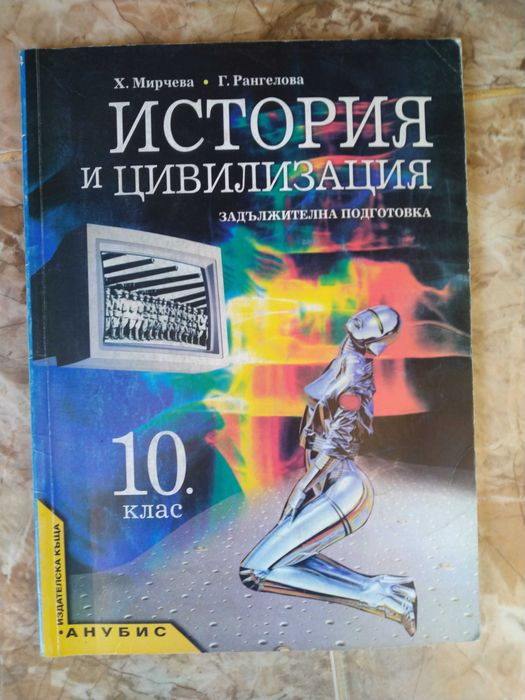 Х. Мирчева • Г. Рангелова
ИСТОРИЯ
и ЦИВИЛИЗАЦИЯ
ЗАДЪЛЖИТЕЛНА ПОДГОТОВКА
10.
клас
ИЗДАТЕЛСКА КЪЩА
•АНУБИС